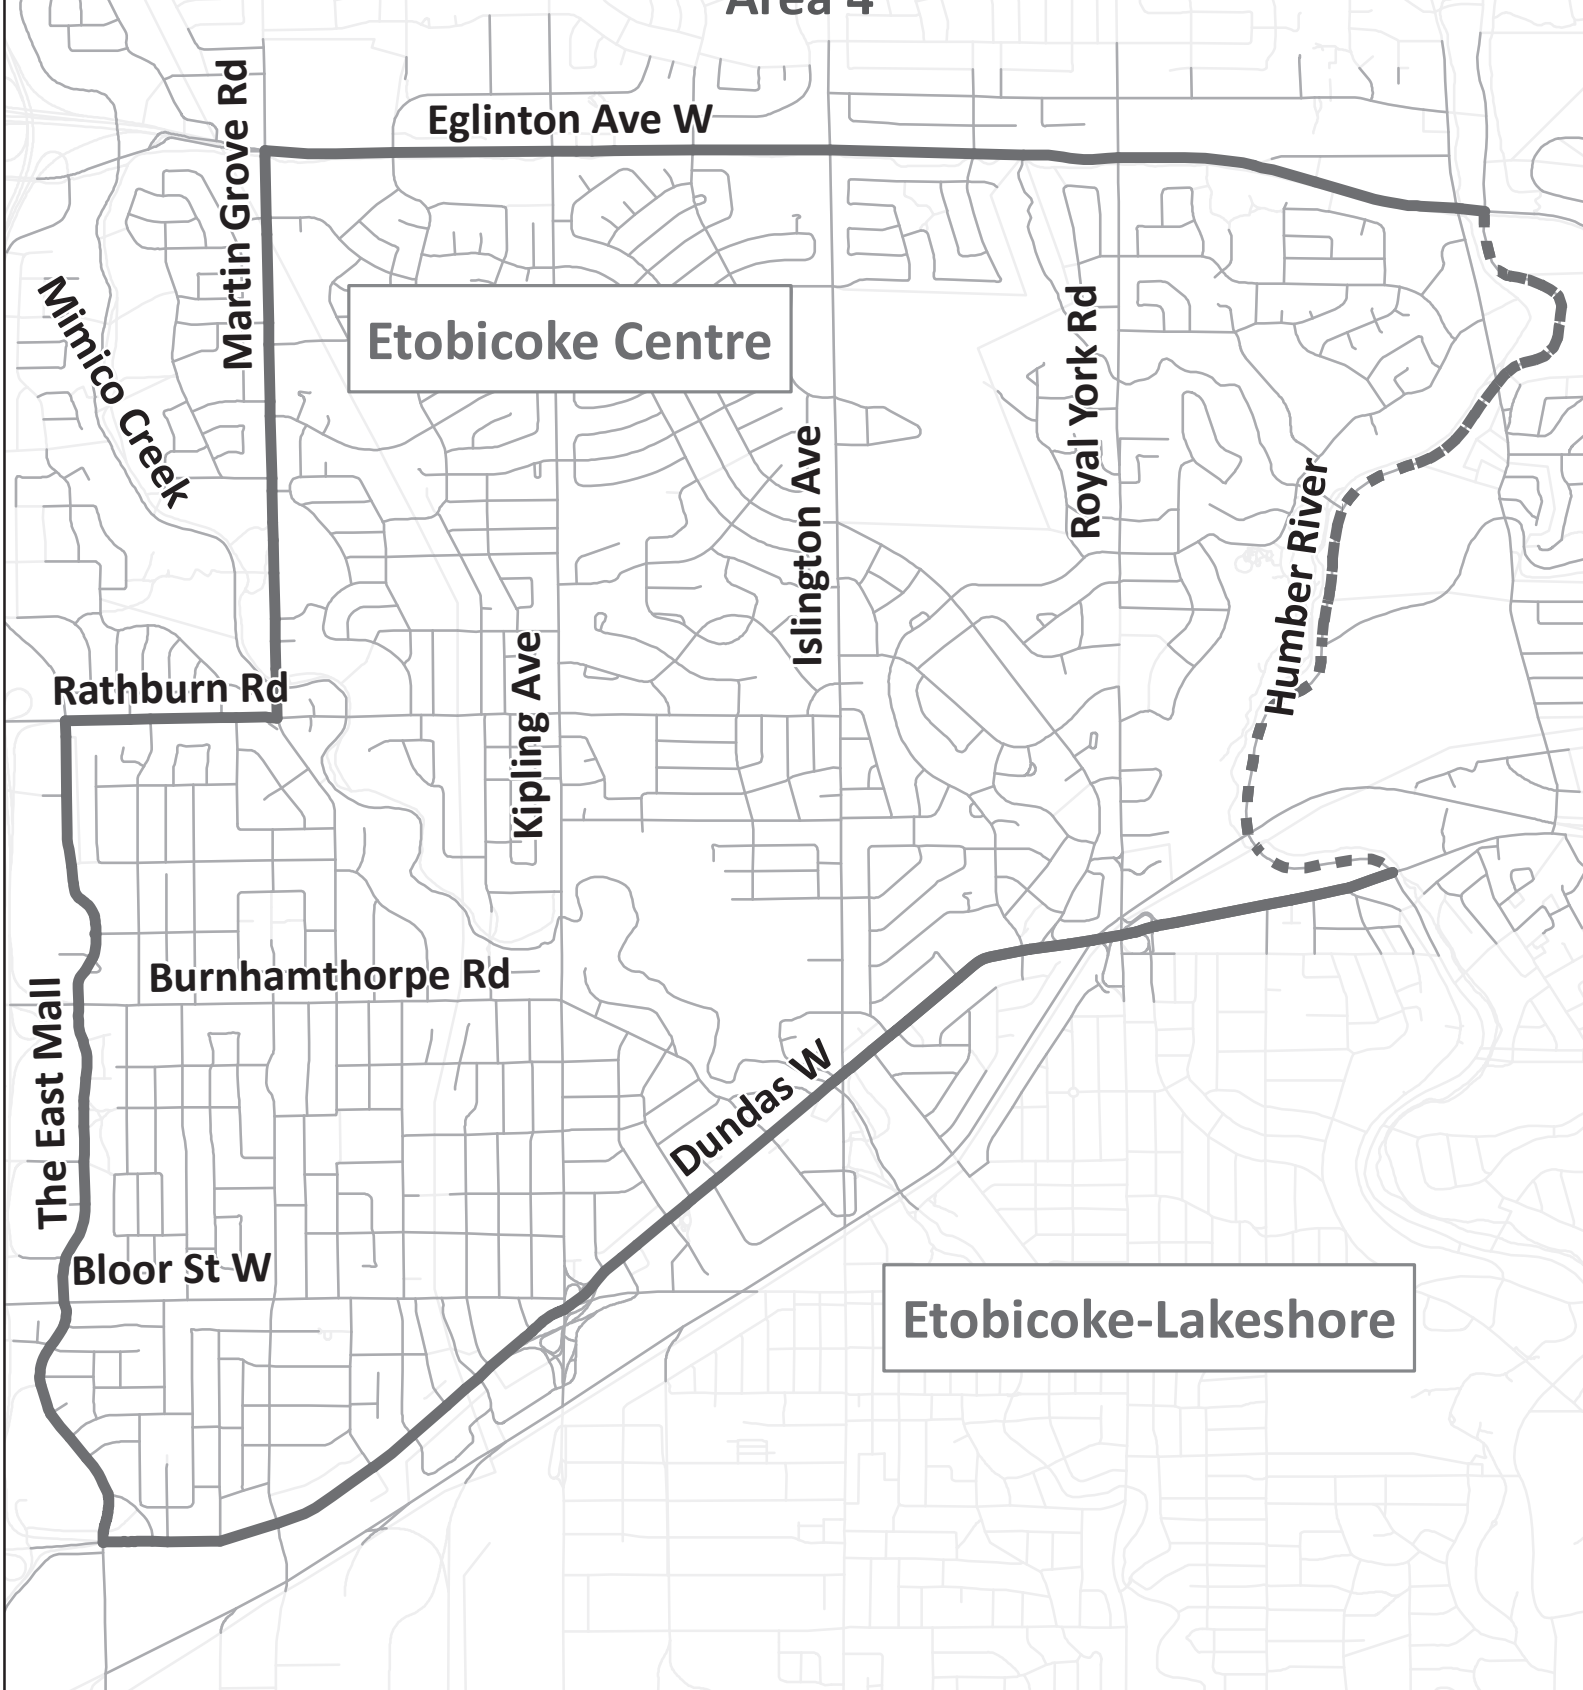 Area 4
Eglinton Ave W
Martin Grove Rd
Mimico Creek
Etobicoke Centre
Royal York Rd
Islington Ave
Humber River
Kipling Ave
Rathburn Rd
Burnhamthorpe Rd
The East Mall
Dundas W
Bloor St W
Etobicoke-Lakeshore